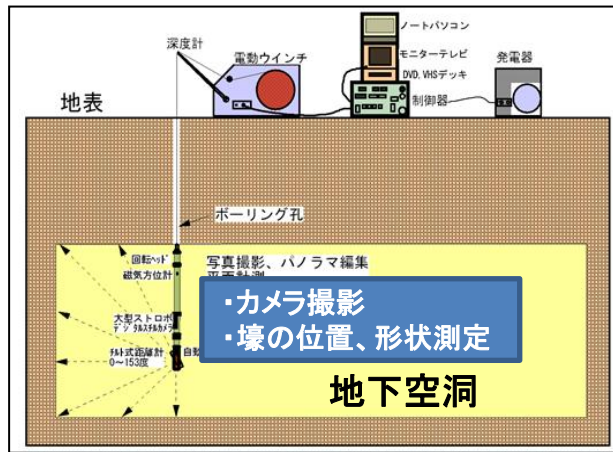 ノートパソコン
深度計
電動ウインチ
モニターテレビ
発電器
DVD,VHSデッキ
地表
制御器
ボーリング孔
回転ヘッド
磁気方位計
写真撮影、パノラマ編集
・カメラ撮影
・壕の位置、形状測定
大型ストロボ
デジタルスチルカメラ
チルト式距離計
0~153度
自動
地下空洞